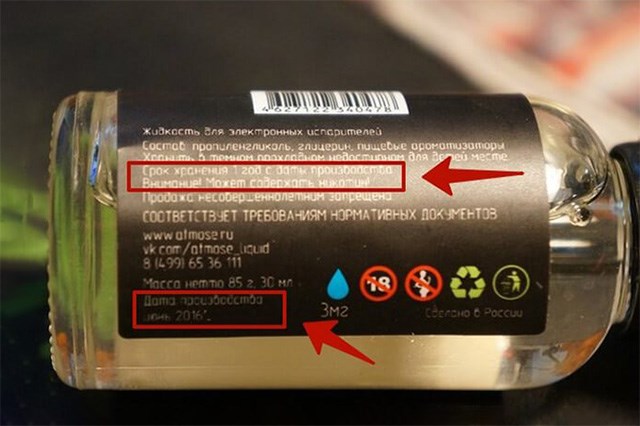 4627122340478
Жидкость для электронных испарителей
Состав: пропиленгликоль, глицерин, пищевые ароматизаторы
Хранить в темном прохладном недоступном для детей месте
Срок хранения 1 год с даты производства
Внимание! Может содержать никотин!
Продажа несовершеннолетним запрещена
СООТВЕТСТВУЕТ ТРЕБОВАНИЯМ НОРМАТИВНЫХ ДОКУМЕНТОВ
www.atmose.ru
vk.com/atmose_liquid
8 (499) 65 36 111
Масса нетто 85 г. 30 мл
Дата производства
2016г.
3мг
18
Сделано в России